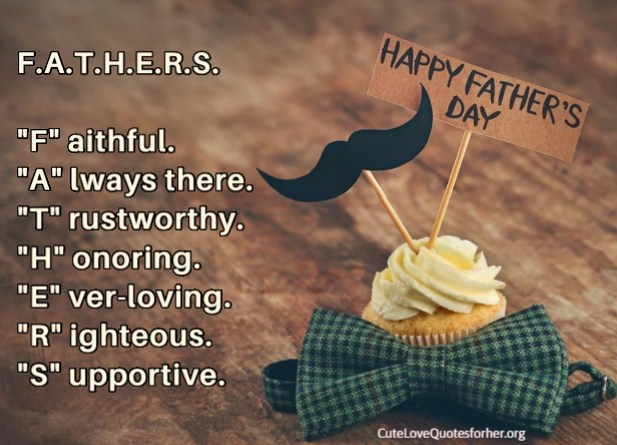 F.A.T.H.E.R.S.
"F" aithful.
"A" lways there.
"T" rustworthy.
"H" onoring.
"E" ver-loving.
"R" ighteous.
"S" upportive.
HAPPY FATHER'S
DAY
CuteLoveQuotesforher.org